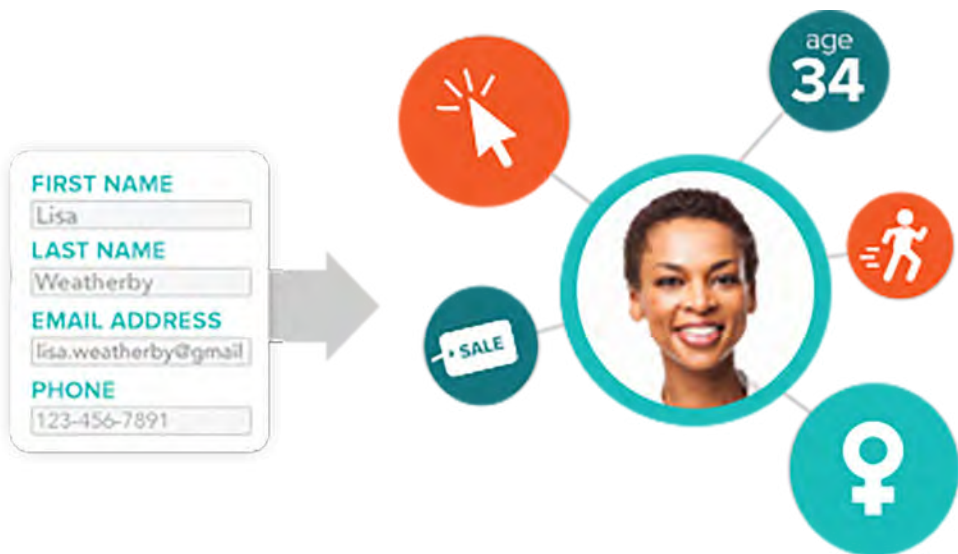 FIRST NAME
Lisa
LAST NAME
Weatherby
EMAIL ADDRESS
lisa.weatherby@gmail
PHONE
123-456-7891
SALE
age
34